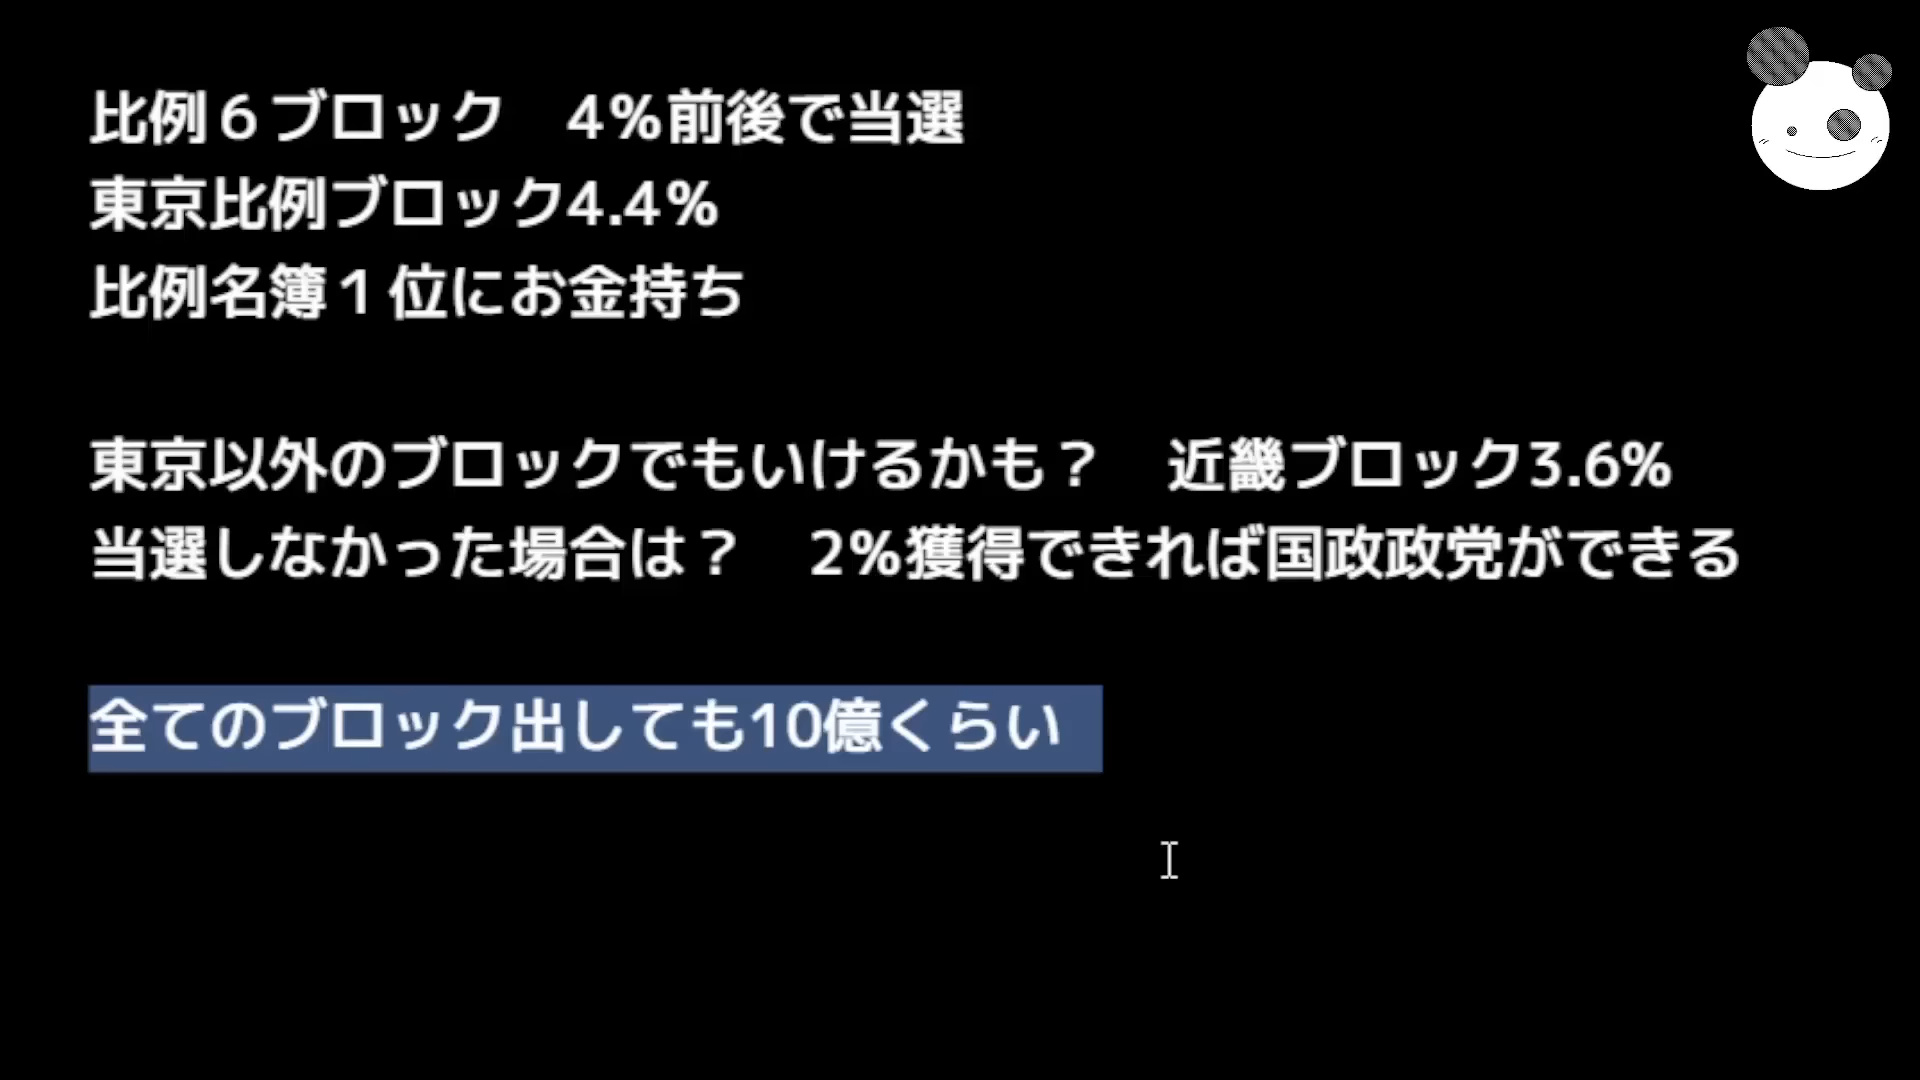 比例６ブロック　4%前後で当選
東京比例ブロック4.4%
比例名簿１位にお金持ち
東京以外のブロックでもいけるかも？　近畿ブロック3.6%
当選しなかった場合は？　2%獲得できれば国政政党ができる
全てのブロック出しても10億くらい